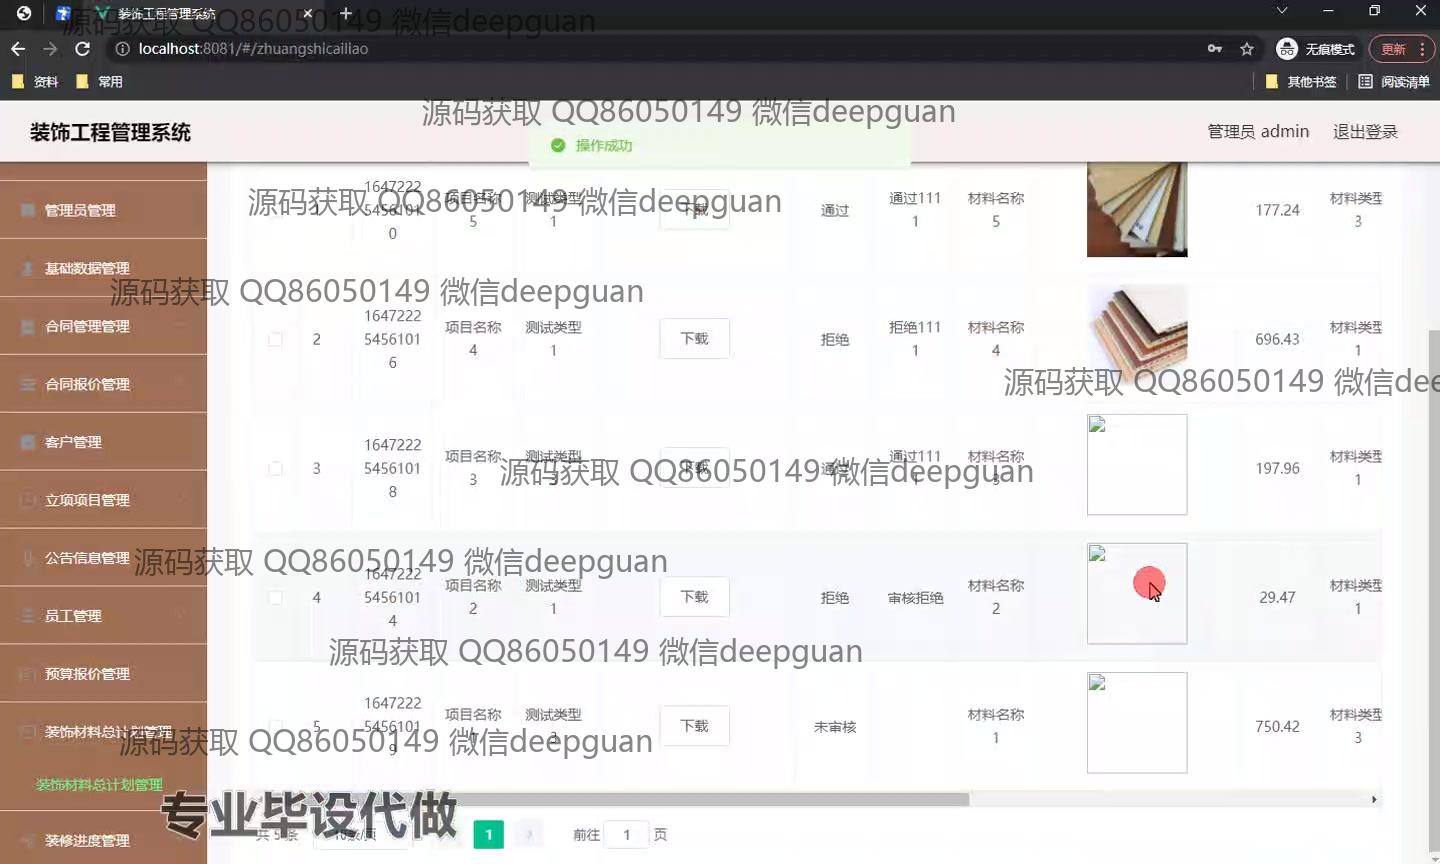 装饰工程管理系统
源码获取 QQ86050149 微信deepguan
localhost:8081/#/zhuangshicailiao
无痕模式
更新
资料
常用
其他书签
阅读清单
源码获取 QQ86050149 微信deepguan
装饰工程管理系统
操作成功
管理员 admin
退出登录
管理员管理
基础数据管理
合同管理管理
合同报价管理
客户管理
立项项目管理
公告信息管理
员工管理
预算报价管理
装饰材料总计划管理
装饰材料总计划管理
装修进度管理
源码获取 QQ86050149 微信deepguan
1647222
5456101
0
项目名称
5
测试类型
1
下载
通过
通过111
1
材料名称
5
177.24
材料类型
3
源码获取 QQ86050149 微信deepguan
2
1647222
5456101
6
项目名称
4
测试类型
1
下载
拒绝
拒绝111
1
材料名称
4
696.43
材料类型
1
源码获取 QQ86050149 微信dee
3
1647222
5456101
8
项目名称
3
测试类型
3
下载
通过
通过111
1
材料名称
3
197.96
材料类型
1
源码获取 QQ86050149 微信deepguan
源码获取 QQ86050149 微信deepguan
4
1647222
5456101
4
项目名称
2
测试类型
1
下载
拒绝
审核拒绝
材料名称
2
29.47
材料类型
1
源码获取 QQ86050149 微信deepguan
5
1647222
5456101
9
项目名称
1
测试类型
3
下载
未审核
材料名称
1
750.42
材料类型
3
源码获取 QQ86050149 微信deepguan
专业毕设代做
共 5 条
10条/页
1
前往
1
页